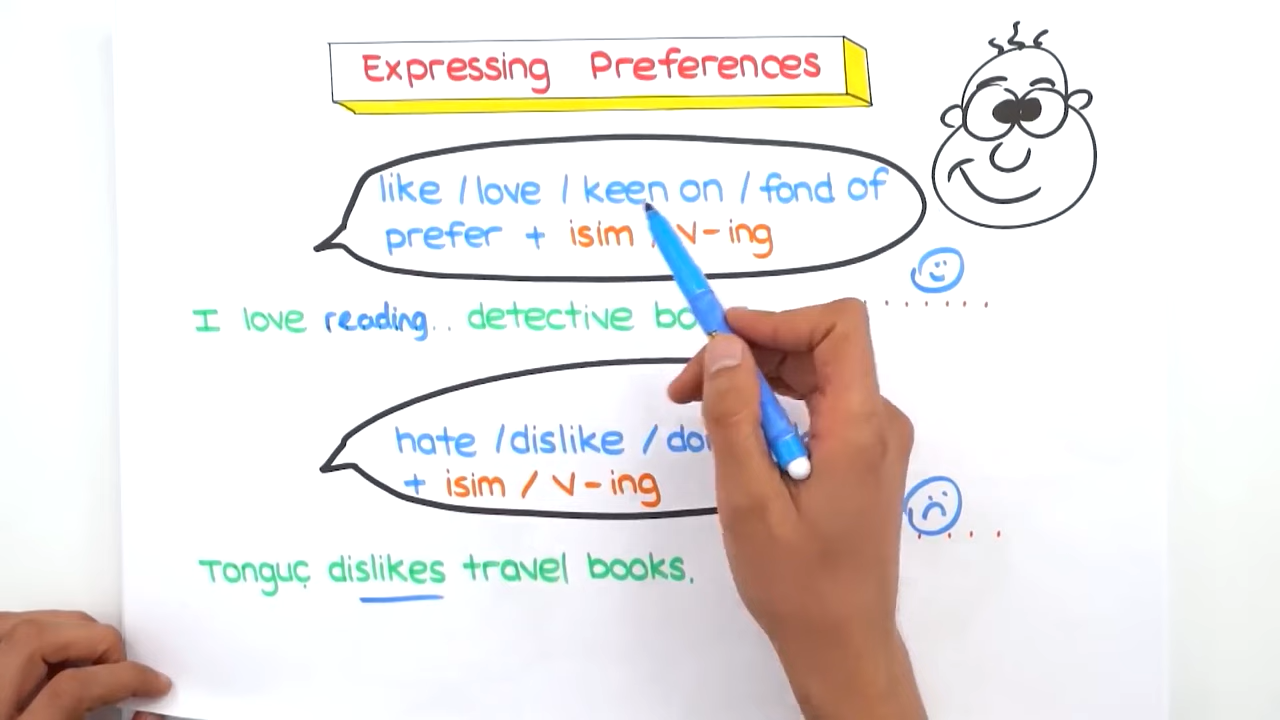 Expressing Preferences
like / love / keen on / fond of
prefer + isim / V-ing
I love reading.. detective
hate / dislike /
+ isim / V-ing
Tonguç dislikes travel books.